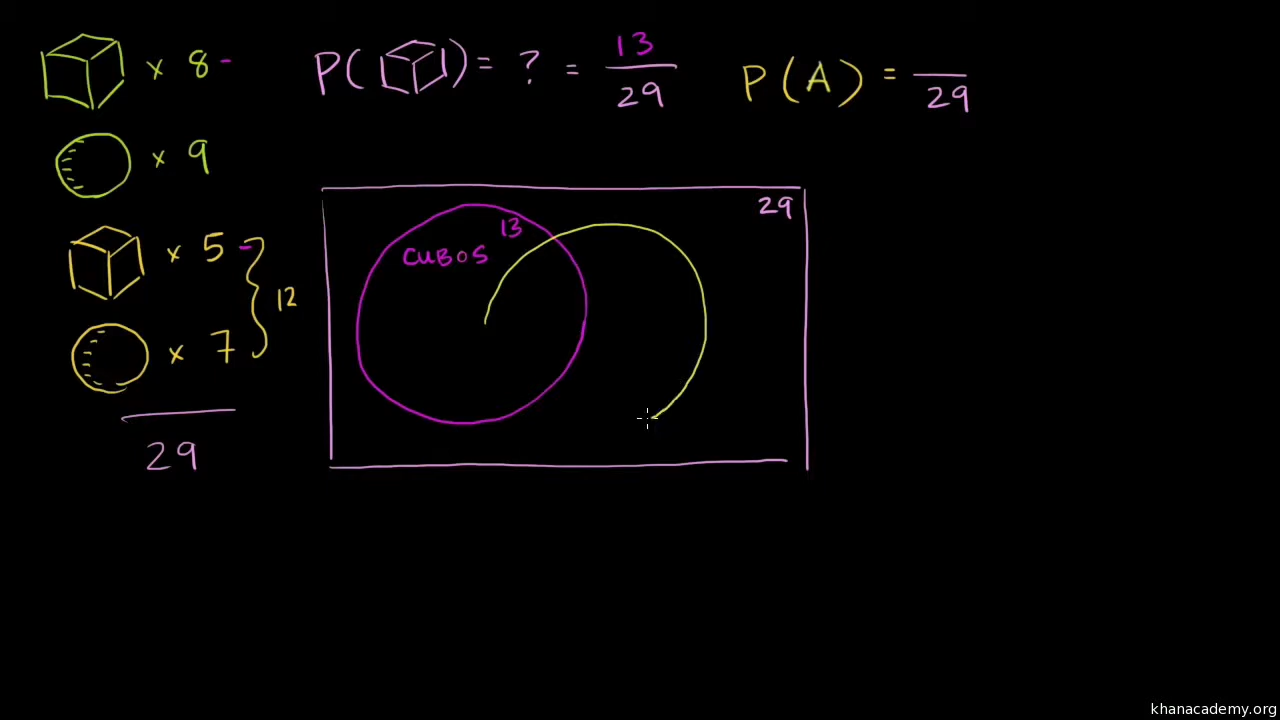 x 8 -
P( ) = ? = 13/29
P(A) = /29
x 9
29
13
CUBOS
x 5 -
12
x 7
29
khanacademy.org